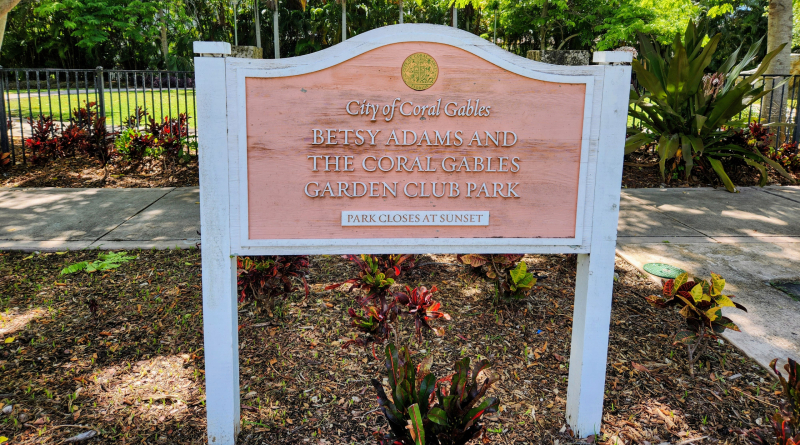 City of Coral Gables
BETSY ADAMS AND
THE CORAL GABLES
GARDEN CLUB PARK
PARK CLOSES AT SUNSET